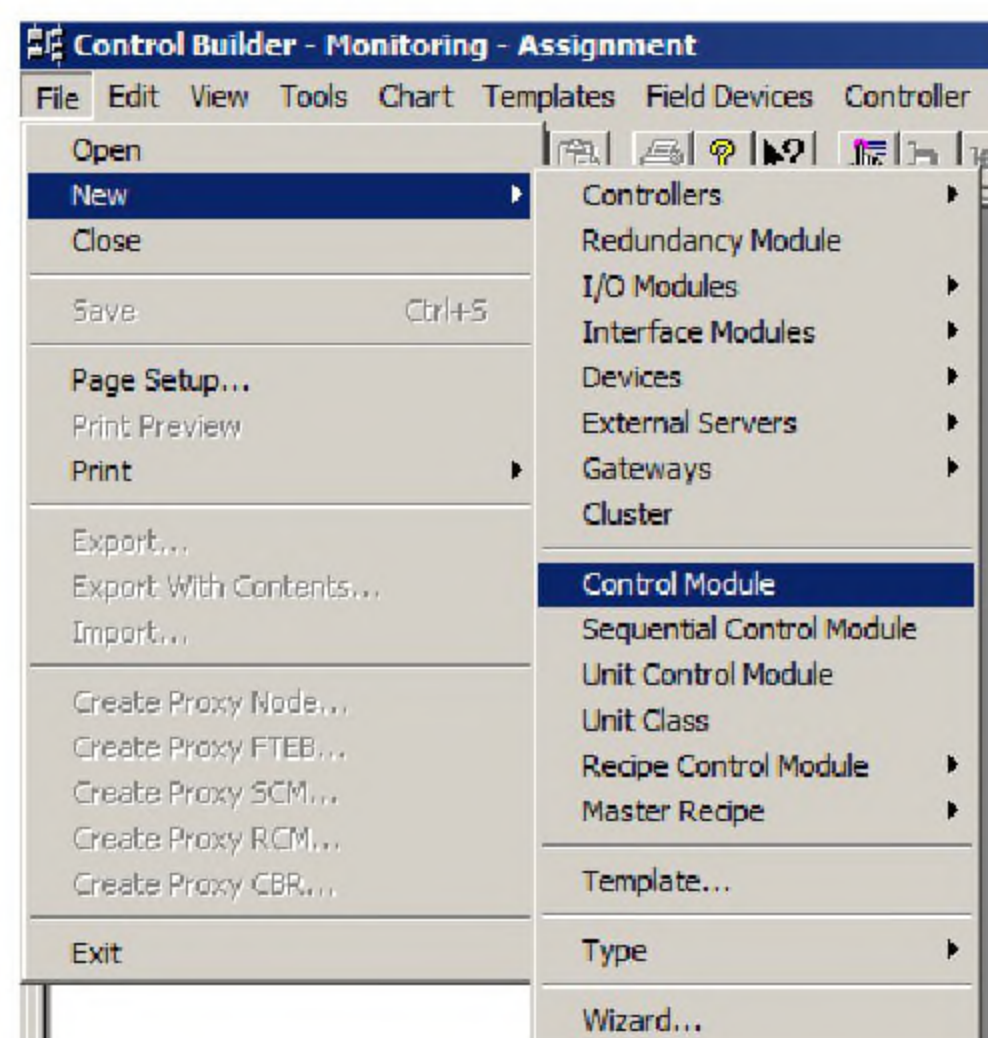 Control Builder - Monitoring - Assignment
File Edit View Tools Chart Templates Field Devices Controller
Open
New
Close
Save Ctrl+S
Page Setup...
Print Preview
Print
Export...
Export With Contents...
Import...
Create Proxy Node...
Create Proxy FTEB...
Create Proxy SCM...
Create Proxy RCM...
Create Proxy CBR...
Exit
Controllers
Redundancy Module
I/O Modules
Interface Modules
Devices
External Servers
Gateways
Cluster
Control Module
Sequential Control Module
Unit Control Module
Unit Class
Recipe Control Module
Master Recipe
Template...
Type
Wizard...